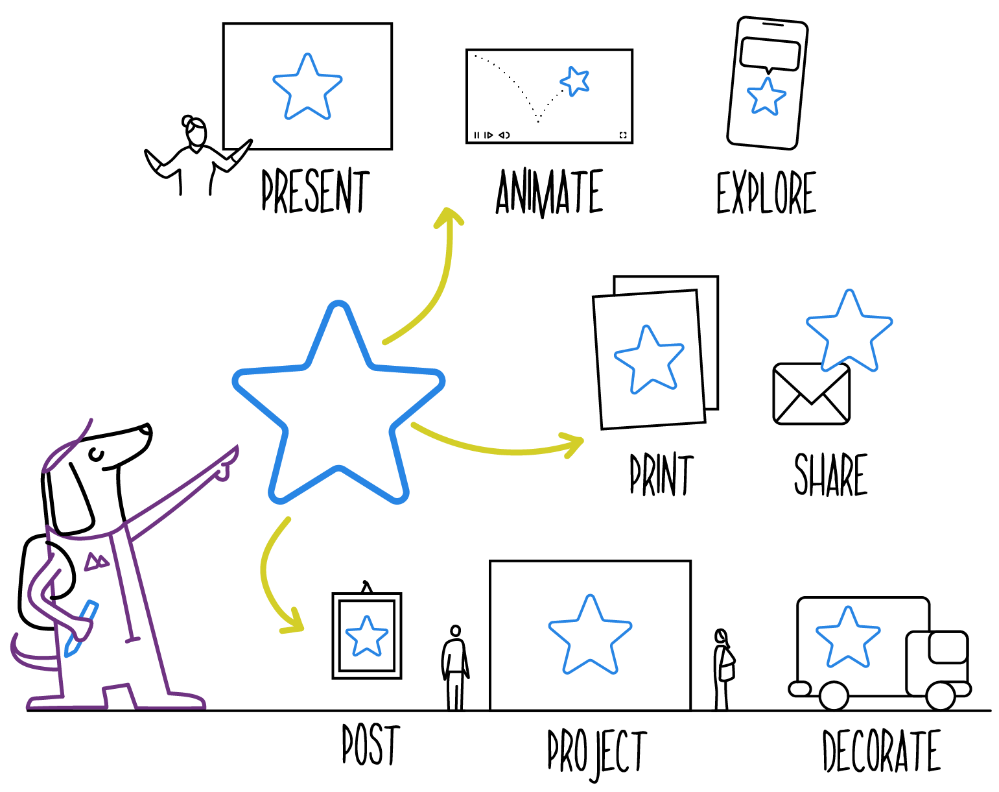 PRESENT
ANIMATE
EXPLORE
PRINT
SHARE
POST
PROJECT
DECORATE